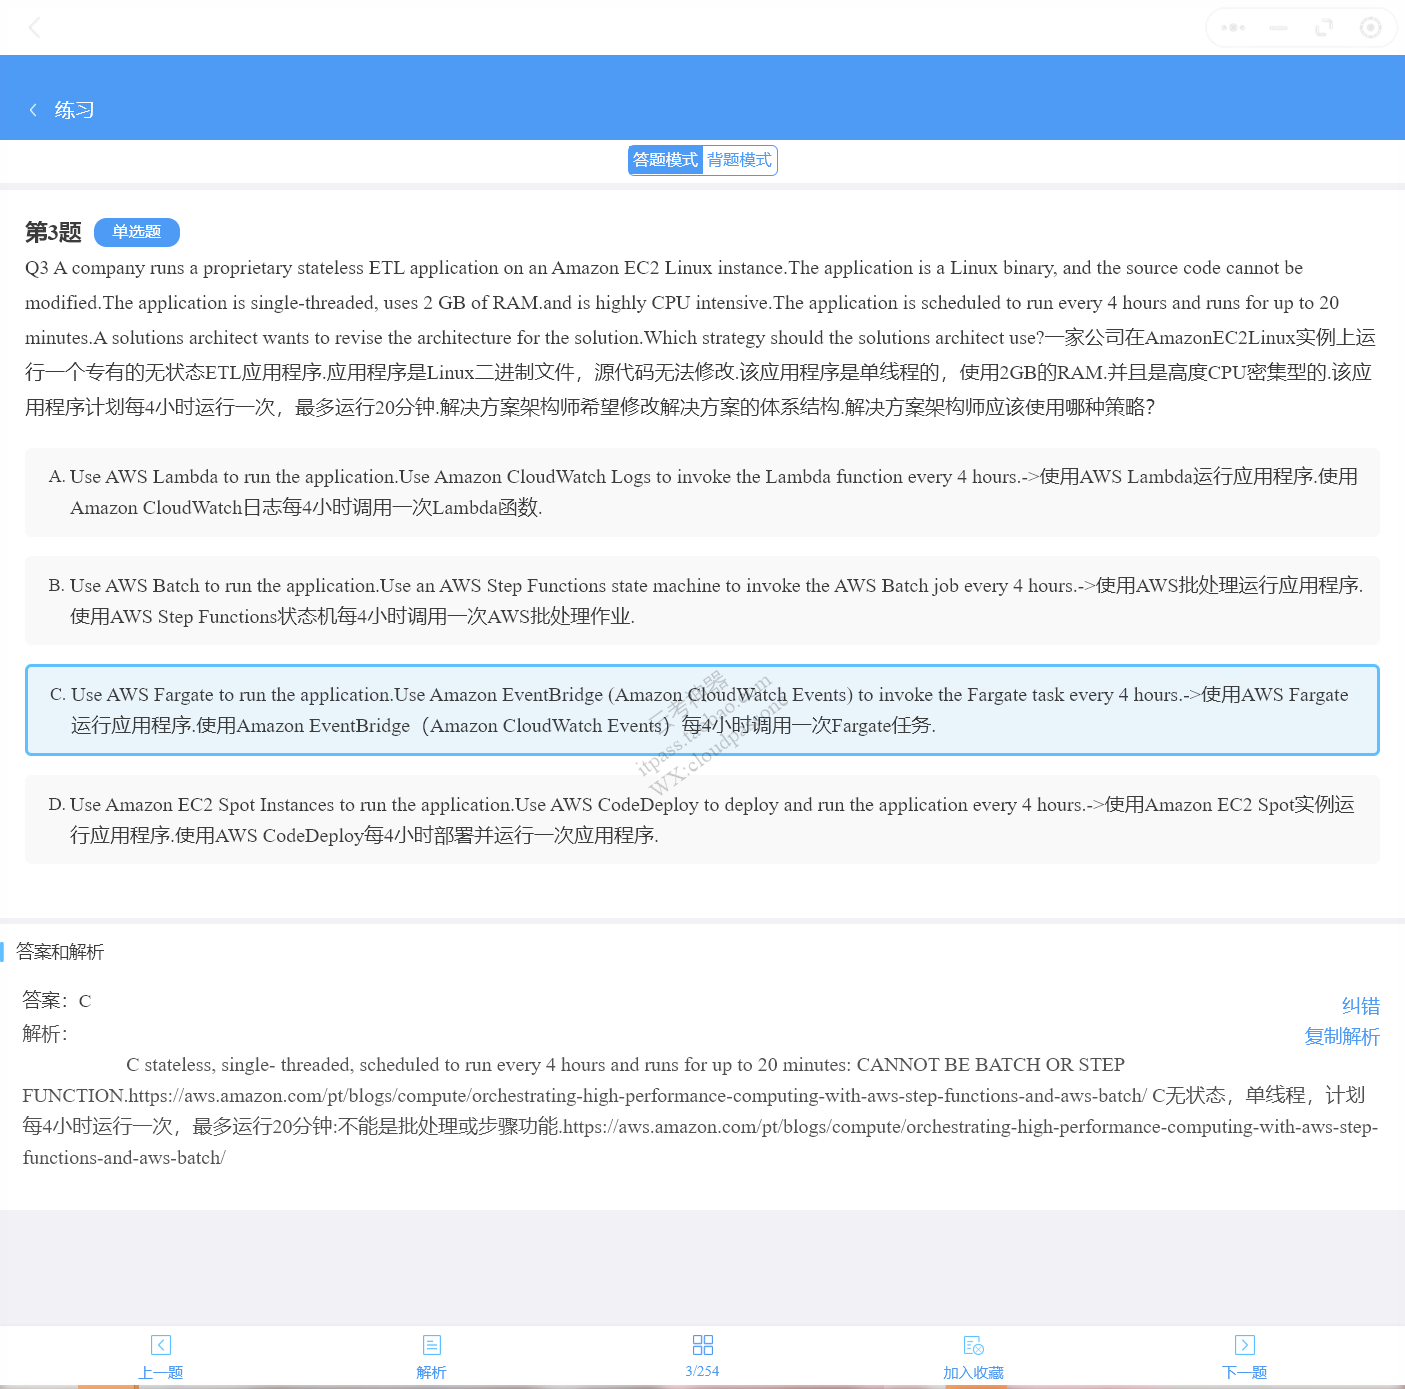 练习
答题模式 背题模式
第3题 单选题
Q3 A company runs a proprietary stateless ETL application on an Amazon EC2 Linux instance.The application is a Linux binary, and the source code cannot be
modified.The application is single-threaded, uses 2 GB of RAM.and is highly CPU intensive.The application is scheduled to run every 4 hours and runs for up to 20
minutes.A solutions architect wants to revise the architecture for the solution.Which strategy should the solutions architect use?一家公司在AmazonEC2Linux实例上运
行一个专有的无状态ETL应用程序.应用程序是Linux二进制文件，源代码无法修改.该应用程序是单线程的，使用2GB的RAM.并且是高度CPU密集型的.该应
用程序计划每4小时运行一次，最多运行20分钟.解决方案架构师希望修改解决方案的体系结构.解决方案架构师应该使用哪种策略？
A. Use AWS Lambda to run the application.Use Amazon CloudWatch Logs to invoke the Lambda function every 4 hours.->使用AWS Lambda运行应用程序.使用
Amazon CloudWatch日志每4小时调用一次Lambda函数.
B. Use AWS Batch to run the application.Use an AWS Step Functions state machine to invoke the AWS Batch job every 4 hours.->使用AWS批处理运行应用程序.
使用AWS Step Functions状态机每4小时调用一次AWS批处理作业.
C. Use AWS Fargate to run the application.Use Amazon EventBridge (Amazon CloudWatch Events) to invoke the Fargate task every 4 hours.->使用AWS Fargate
运行应用程序.使用Amazon EventBridge（Amazon CloudWatch Events）每4小时调用一次Fargate任务.
D. Use Amazon EC2 Spot Instances to run the application.Use AWS CodeDeploy to deploy and run the application every 4 hours.->使用Amazon EC2 Spot实例运
行应用程序.使用AWS CodeDeploy每4小时部署并运行一次应用程序.
答案和解析
答案：C
纠错
解析：
复制解析
C stateless, single- threaded, scheduled to run every 4 hours and runs for up to 20 minutes: CANNOT BE BATCH OR STEP
FUNCTION.https://aws.amazon.com/pt/blogs/compute/orchestrating-high-performance-computing-with-aws-step-functions-and-aws-batch/ C无状态，单线程，计划
每4小时运行一次，最多运行20分钟:不能是批处理或步骤功能.https://aws.amazon.com/pt/blogs/compute/orchestrating-high-performance-computing-with-aws-step-
functions-and-aws-batch/
上一题 解析 3/254 加入收藏 下一题